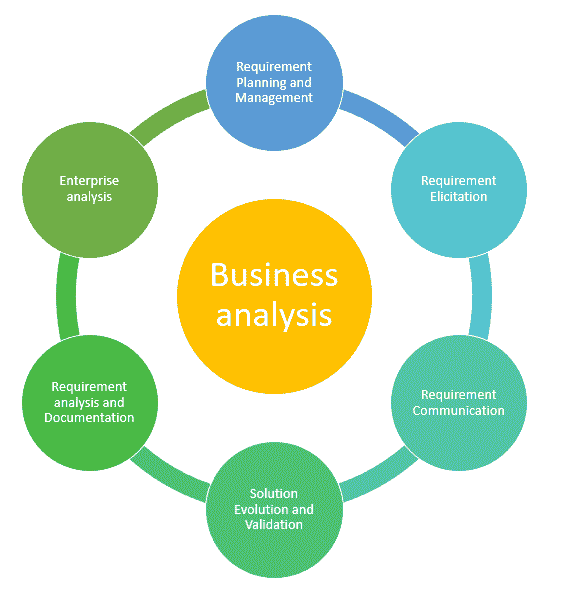 Requirement
Planning and
Management
Requirement
Elicitation
Requirement
Communication
Solution
Evolution and
Validation
Requirement
analysis and
Documentation
Enterprise
analysis
Business
analysis